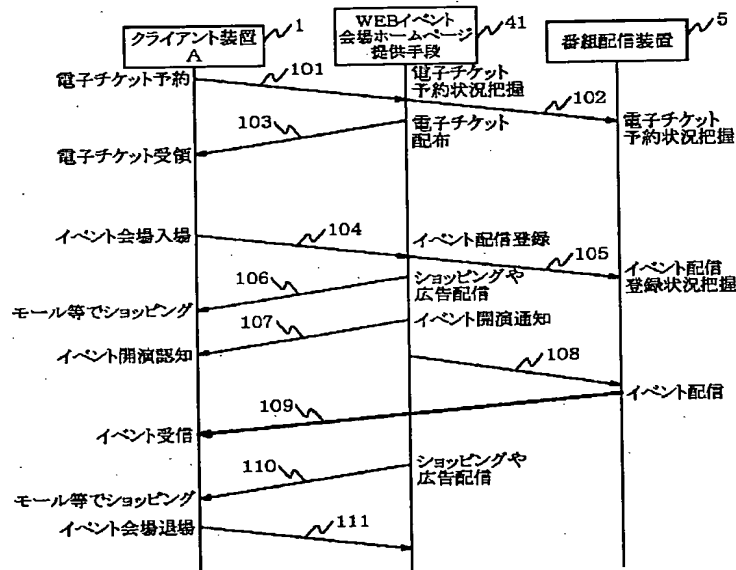 クライアント装置
A
1
WEBイベント
会場ホームページ
提供手段
41
番組配信装置
5
電子チケット予約
101
電子チケット
予約状況把握
102
103
電子チケット
配布
電子チケット
予約状況把握
電子チケット受領
イベント会場入場
104
イベント配信登録
105
イベント配信
登録状況把握
106
ショッピングや
広告配信
モール等でショッピング
107
イベント開演通知
イベント開演認知
108
イベント配信
109
イベント受信
110
ショッピングや
広告配信
モール等でショッピング
イベント会場退場
111